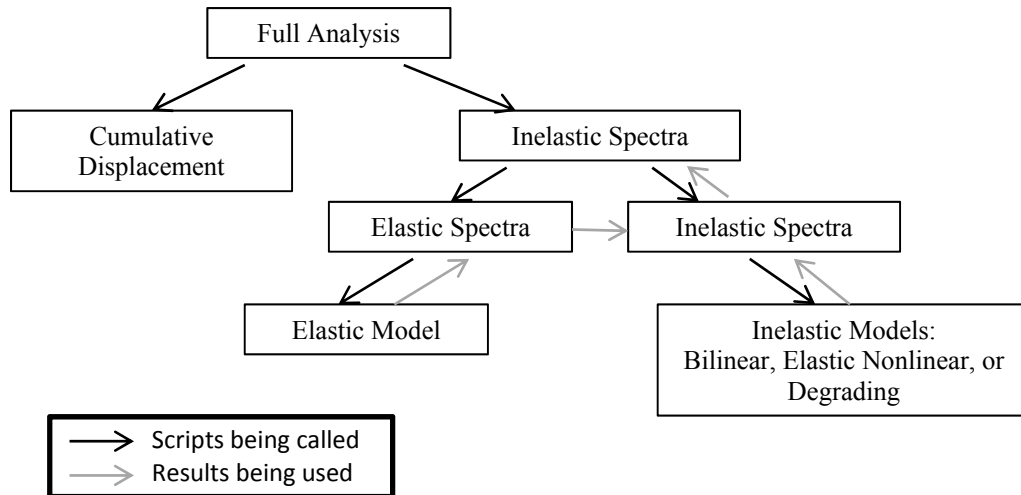 Full Analysis
Cumulative
Displacement
Inelastic Spectra
Elastic Spectra
Inelastic Spectra
Elastic Model
Inelastic Models:
Bilinear, Elastic Nonlinear, or
Degrading
Scripts being called
Results being used